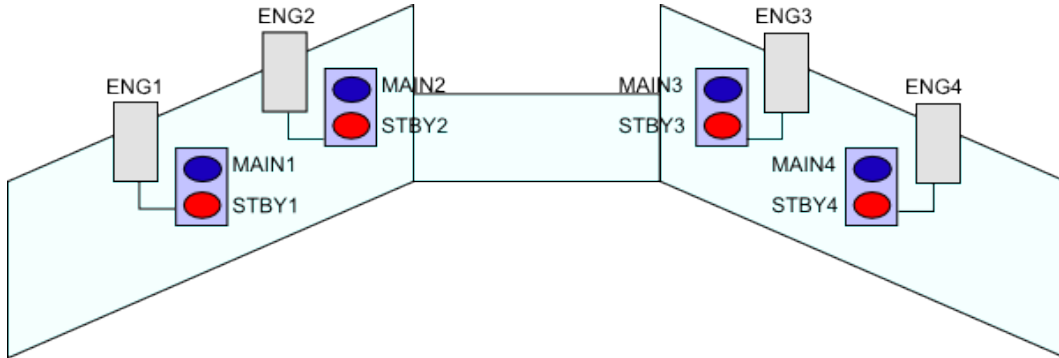 ENG2
ENG3
ENG1
MAIN2
MAIN3
ENG4
STBY2
STBY3
MAIN1
MAIN4
STBY1
STBY4